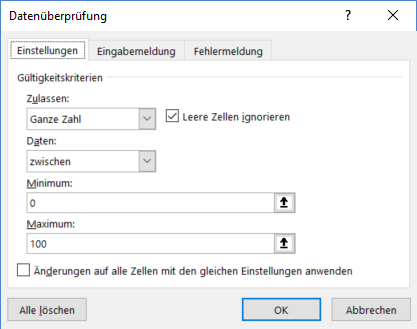 Datenüberprüfung
Einstellungen Eingabemeldung Fehlermeldung
Gültigkeitskriterien
Zulassen:
Ganze Zahl Leere Zellen ignorieren
Daten:
zwischen
Minimum:
0
Maximum:
100
Änderungen auf alle Zellen mit den gleichen Einstellungen anwenden
Alle löschen OK Abbrechen